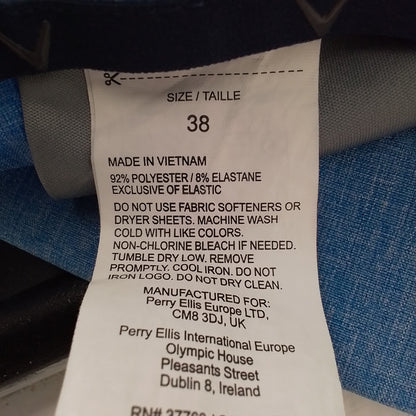 SIZE / TAILLE
38
MADE IN VIETNAM
92% POLYESTER / 8% ELASTANE
EXCLUSIVE OF ELASTIC
DO NOT USE FABRIC SOFTENERS OR
DRYER SHEETS. MACHINE WASH
COLD WITH LIKE COLORS.
NON-CHLORINE BLEACH IF NEEDED.
TUMBLE DRY LOW. REMOVE
PROMPTLY. COOL IRON. DO NOT
IRON LOGO. DO NOT DRY CLEAN.
MANUFACTURED FOR:
Perry Ellis Europe LTD,
CM8 3DJ, UK
Perry Ellis International Europe
Olympic House
Pleasants Street
Dublin 8, Ireland
RN#